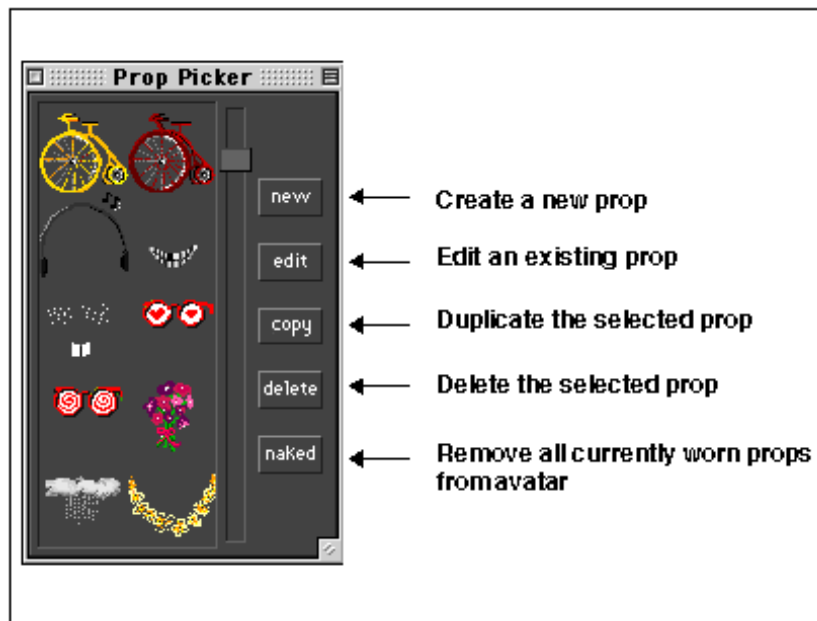 Prop Picker
new
Create a new prop
edit
Edit an existing prop
copy
Duplicate the selected prop
delete
Delete the selected prop
naked
Remove all currently worn props
fromavatar